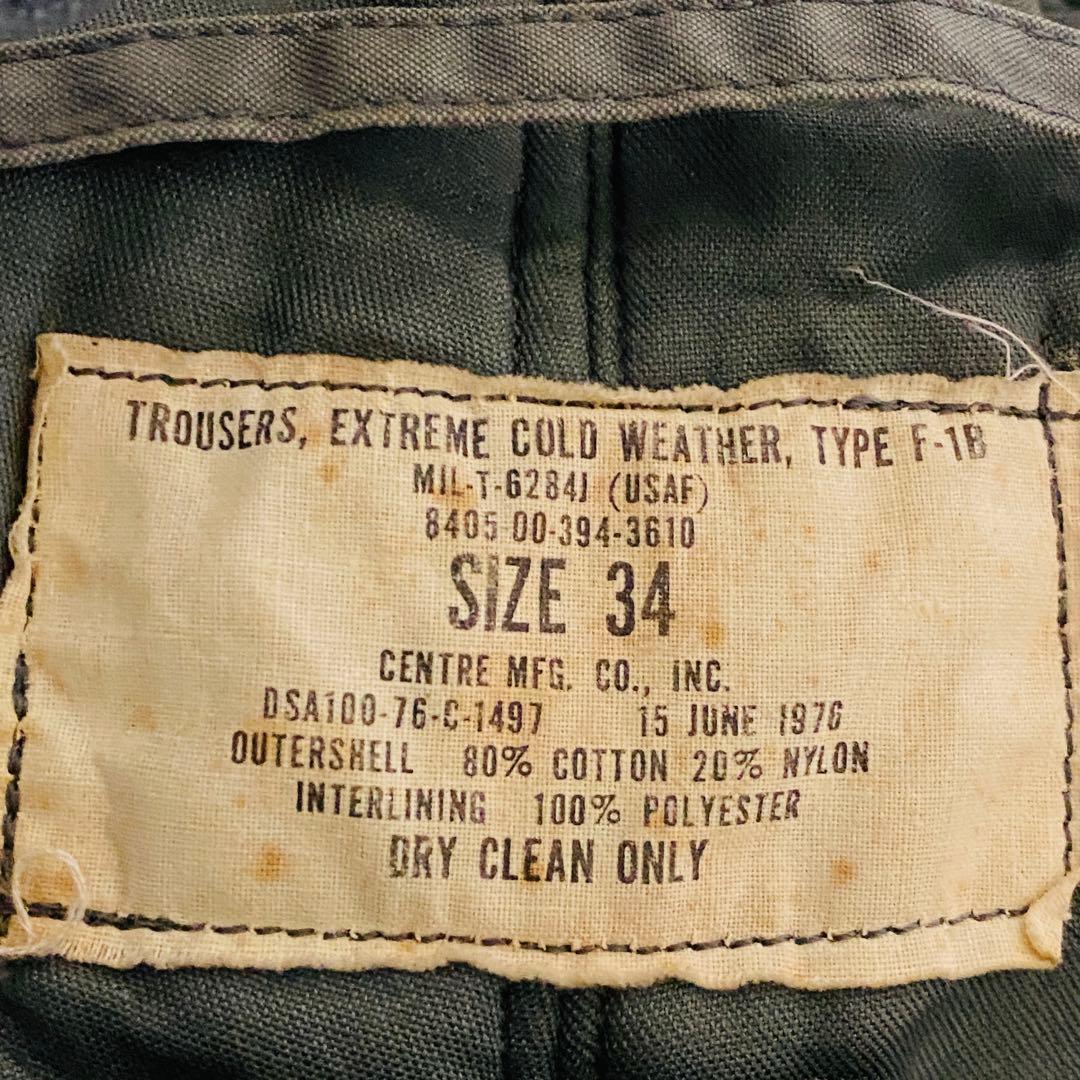 TROUSERS, EXTREME COLD WEATHER, TYPE F-1B
MIL-T-6284J (USAF)
8405-00-394-3610
SIZE 34
CENTRE MFG. CO., INC.
DSA100-76-C-1497 15 JUNE 1976
OUTERSHELL 80% COTTON 20% NYLON
INTERLINING 100% POLYESTER
DRY CLEAN ONLY